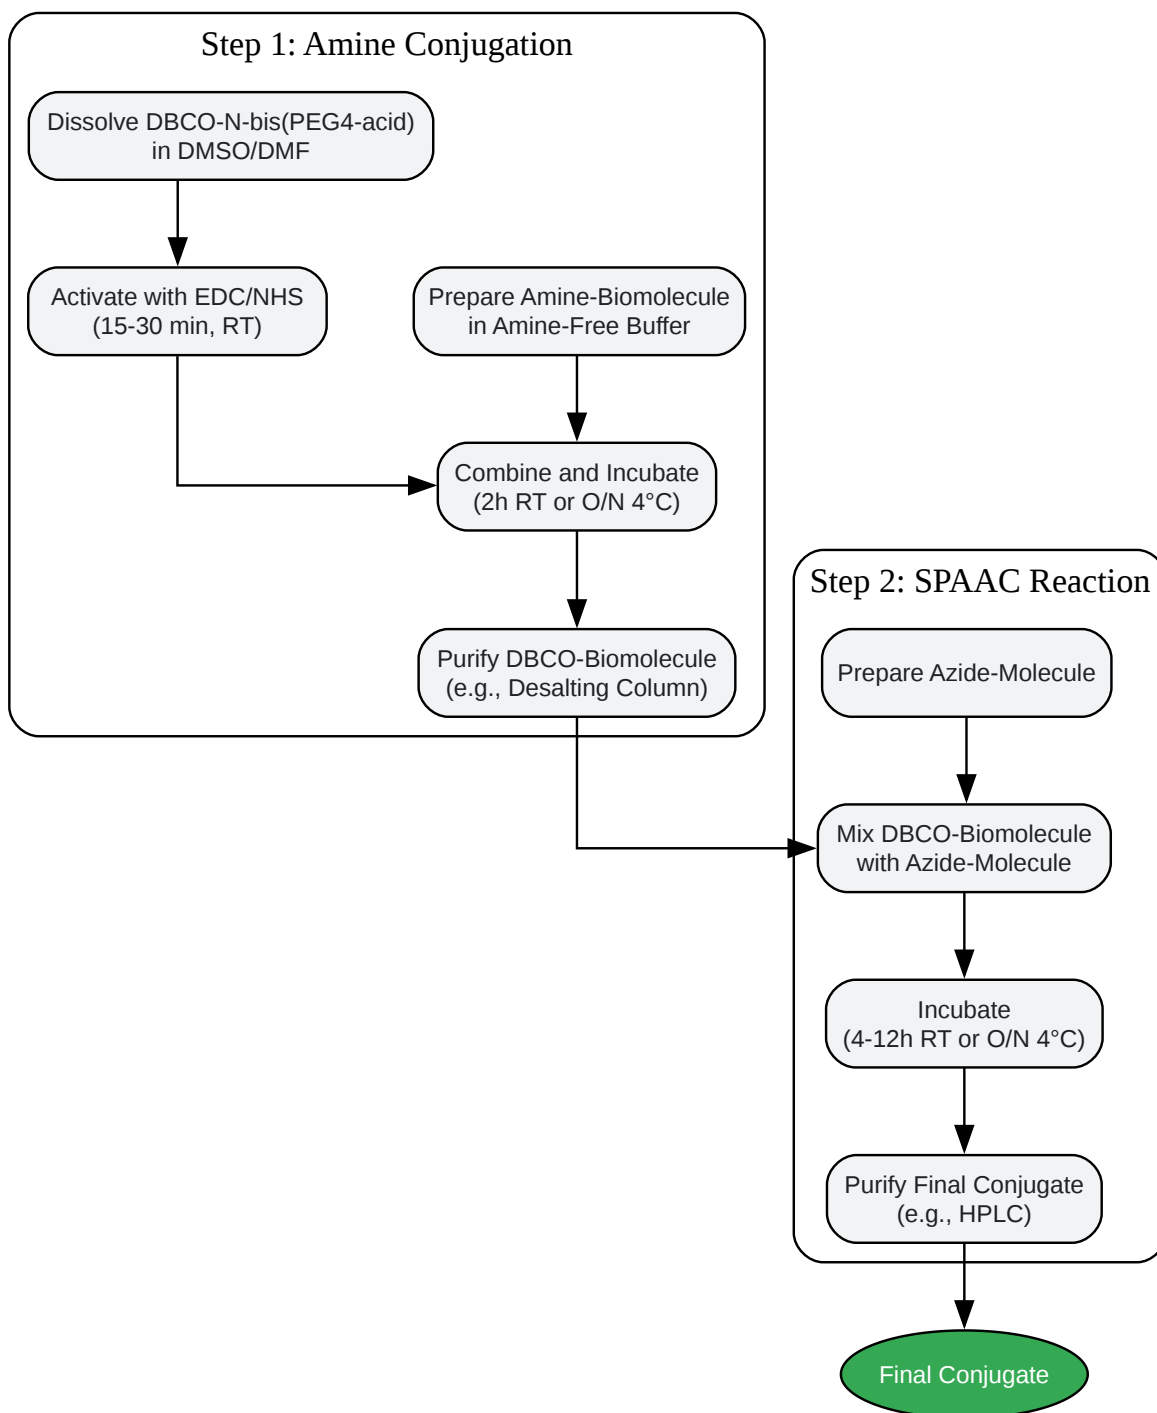 Step 1: Amine Conjugation
Dissolve DBCO-N-bis(PEG4-acid)
in DMSO/DMF
Activate with EDC/NHS
(15-30 min, RT)
Prepare Amine-Biomolecule
in Amine-Free Buffer
Combine and Incubate
(2h RT or O/N 4°C)
Purify DBCO-Biomolecule
(e.g., Desalting Column)
Step 2: SPAAC Reaction
Prepare Azide-Molecule
Mix DBCO-Biomolecule
with Azide-Molecule
Incubate
(4-12h RT or O/N 4°C)
Purify Final Conjugate
(e.g., HPLC)
Final Conjugate